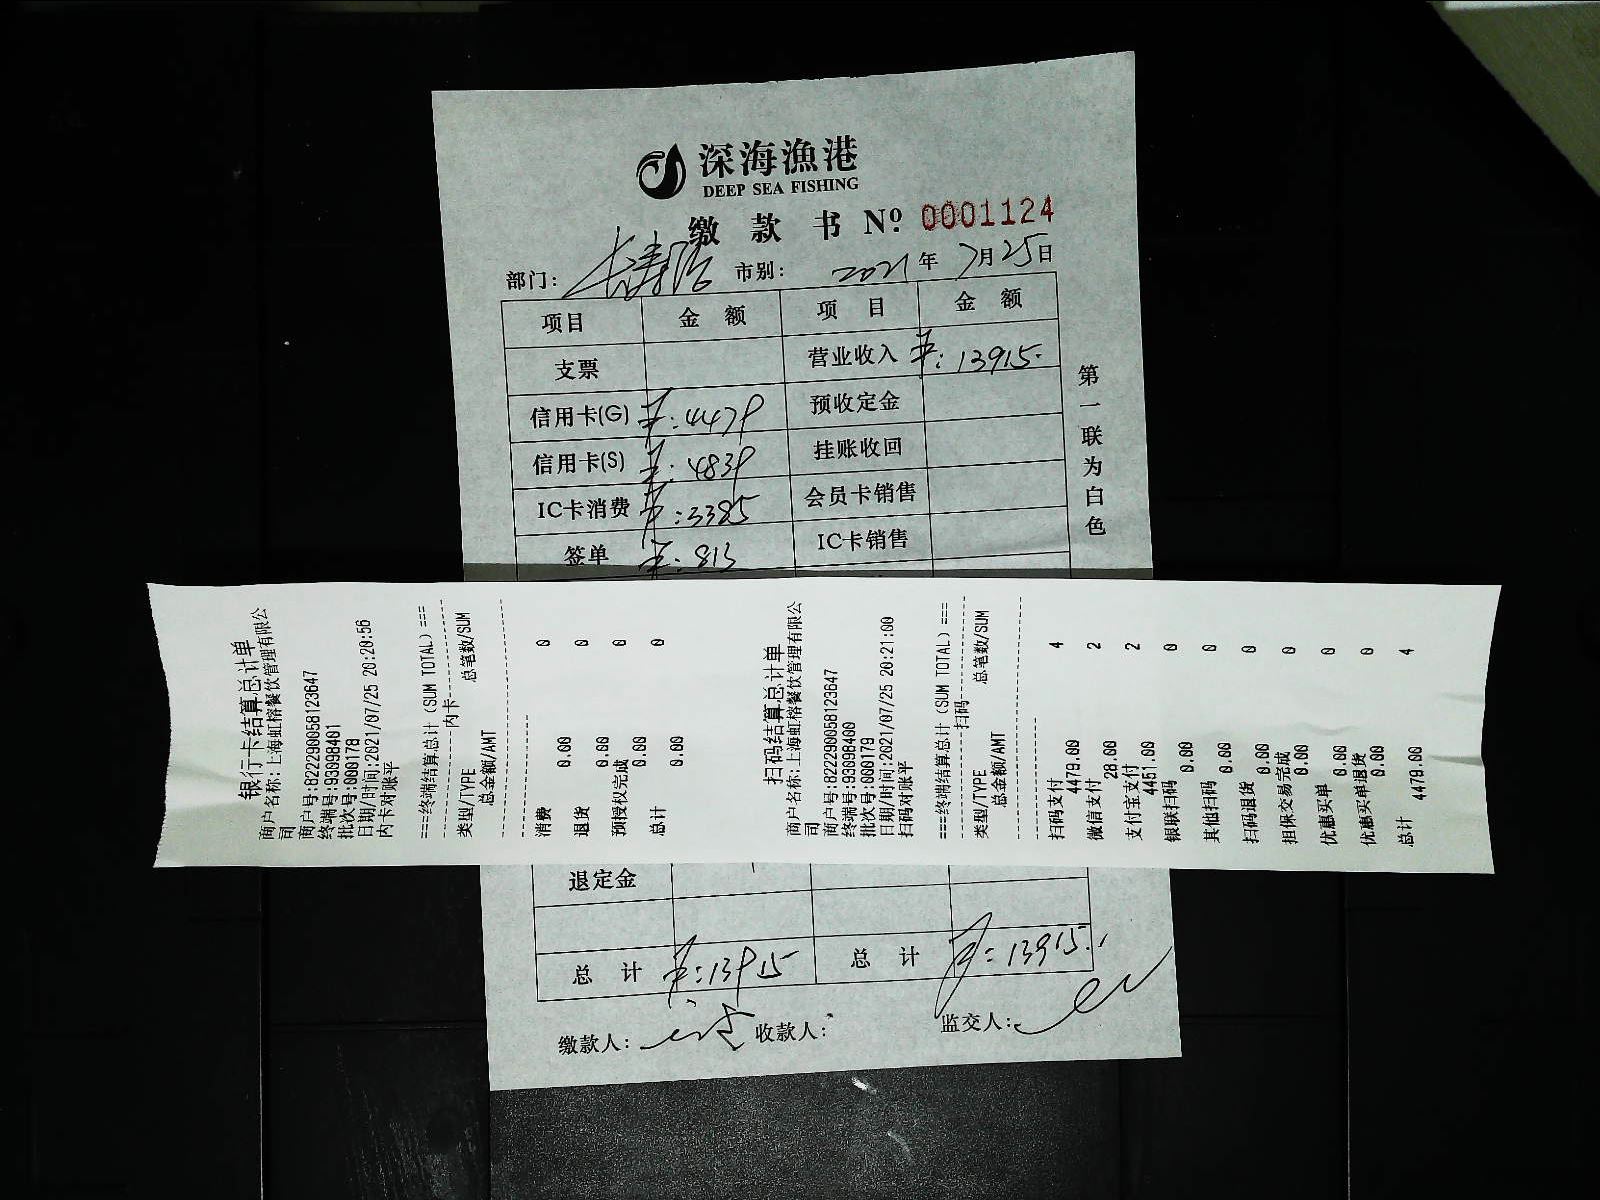 深海渔港
DEEP SEA FISHING
缴款书 Nº: 0001124
部门: 市别: 2021年7月25日
项目 金额 项目 金额
支票 营业收入 ¥:13915.
信用卡(G) ¥:4479 预收定金
信用卡(S) ¥:4839 挂账收回
IC卡消费 ¥:3385 会员卡销售
签单 ¥:813 IC卡销售
退定金
总计 ¥:13915 总计 ¥:13915.
缴款人: 收款人: 监交人:
第一联为白色
银行卡结算总计单
商户名称:上海虹榕餐饮管理有限公
司
商户号:822290058123647
终端号:93098401
批次号:000178
日期/时间:2021/07/25 20:20:56
内卡对账平
===终端结算总计(SUM TOTAL)===
内卡
类型/TYPE 总笔数/SUM
总金额/AMT
消费 0
0.00
退货 0
0.00
预授权完成 0
0.00
总计 0
0.00
扫码结算总计单
商户名称:上海虹榕餐饮管理有限公
司
商户号:822290058123647
终端号:93098400
批次号:000179
日期/时间:2021/07/25 20:21:00
扫码对账平
===终端结算总计(SUM TOTAL)===
扫码
类型/TYPE 总笔数/SUM
总金额/AMT
扫码支付 4
4479.00
微信支付 2
28.00
支付宝支付 2
4451.00
银联扫码 0
0.00
其他扫码 0
0.00
扫码退货 0
0.00
担保交易完成 0
0.00
优惠买单 0
0.00
优惠买单退货 0
0.00
总计 4
4479.00